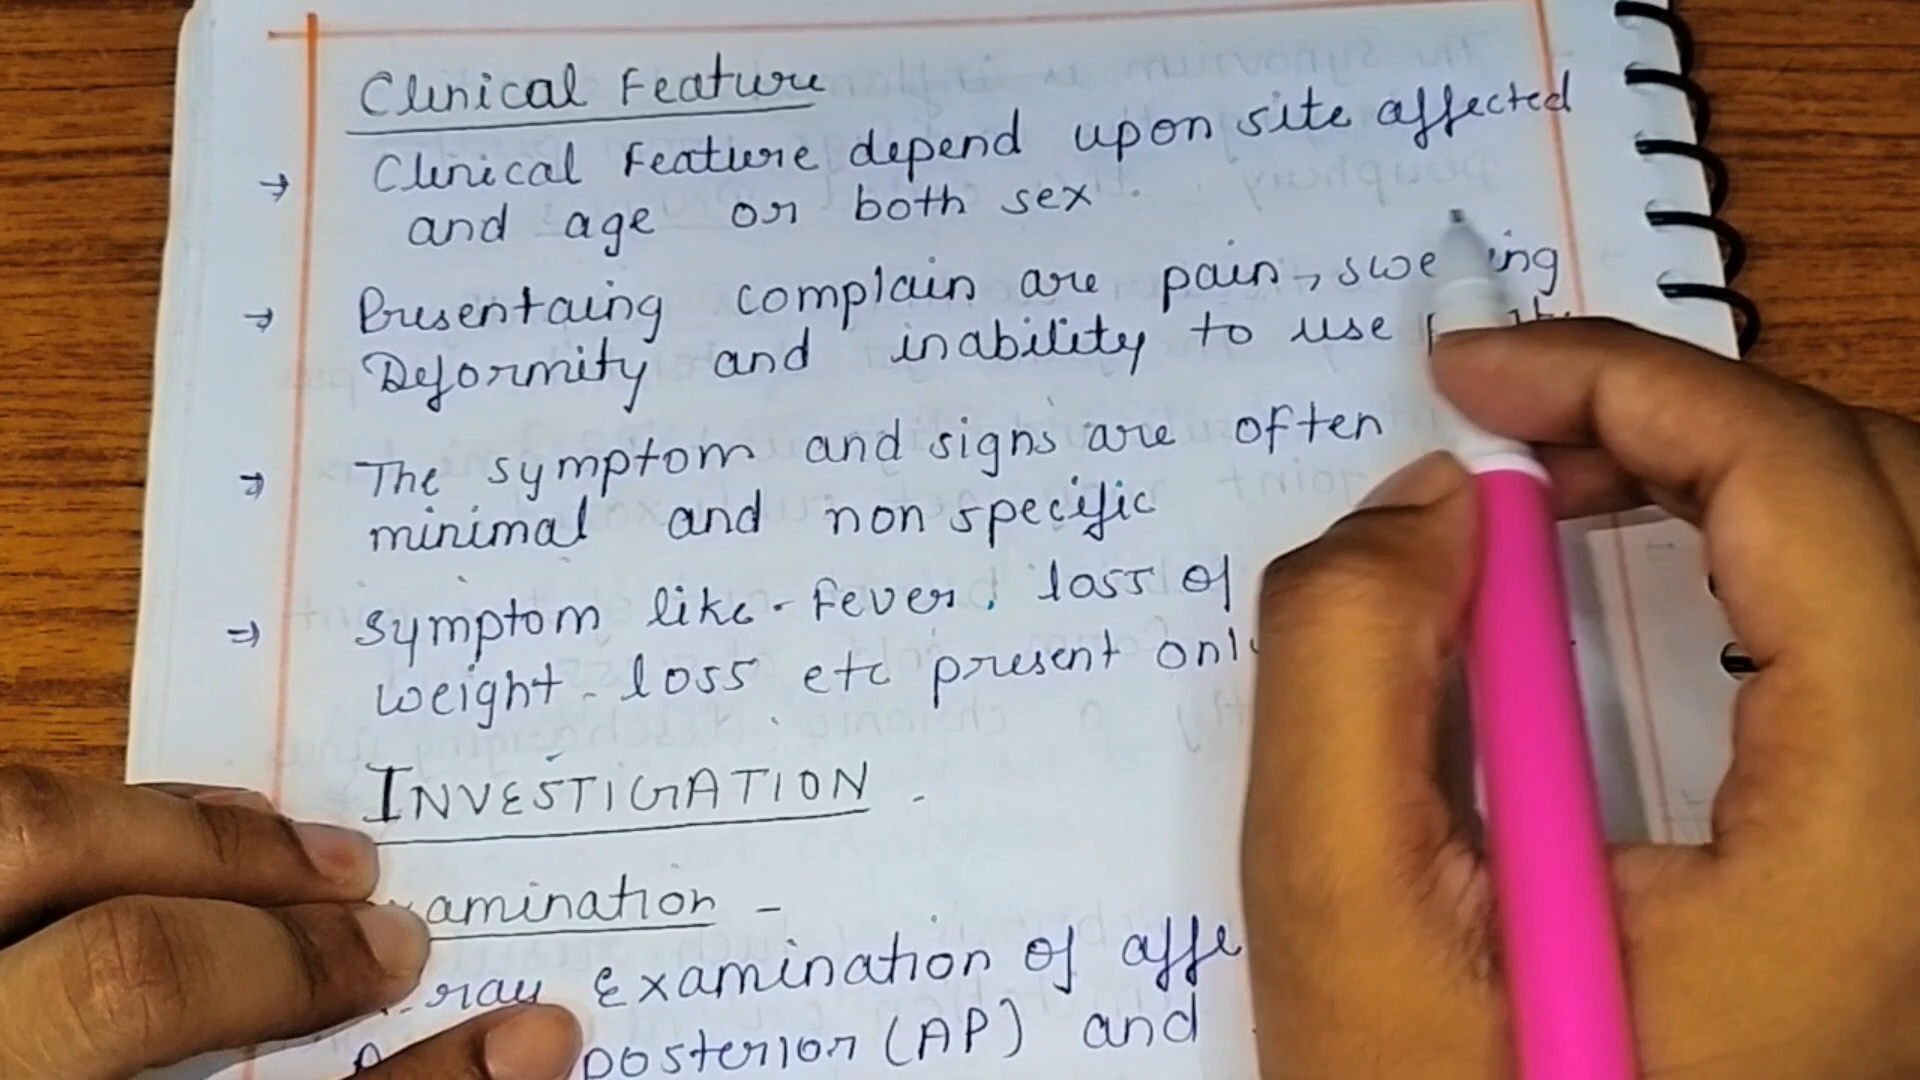 Clinical Feature
→ Clinical Feature depend upon site affected
and age or both sex.
→ Presentaing complain are pain, swe ing
Deformity and inability to use
→ The symptom and signs are often
minimal and non specific
⇒ Symptom like - Fever, loss of
weight - loss etc present onl
INVESTIGATION -
amination -
-ray Examination of affe
posterior (AP) and